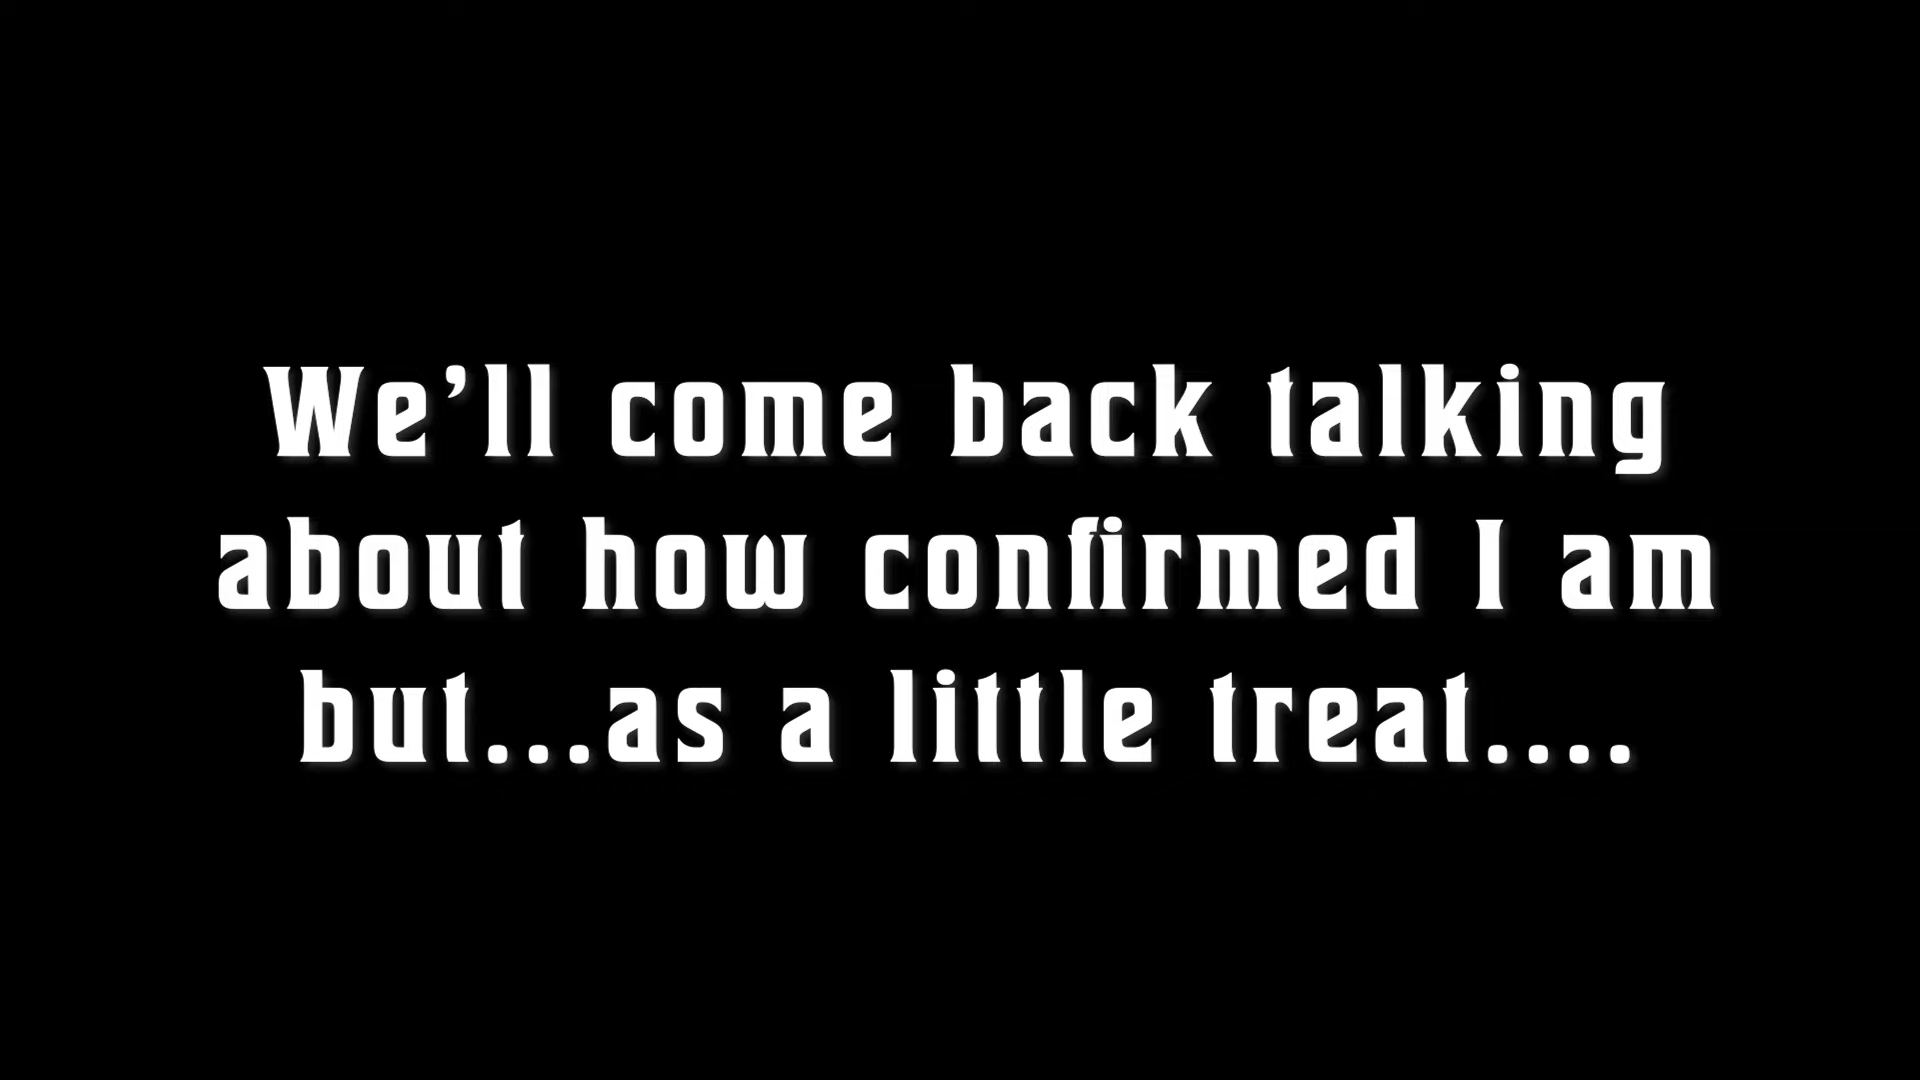 We’ll come back talking
about how confirmed I am
but...as a little treat....